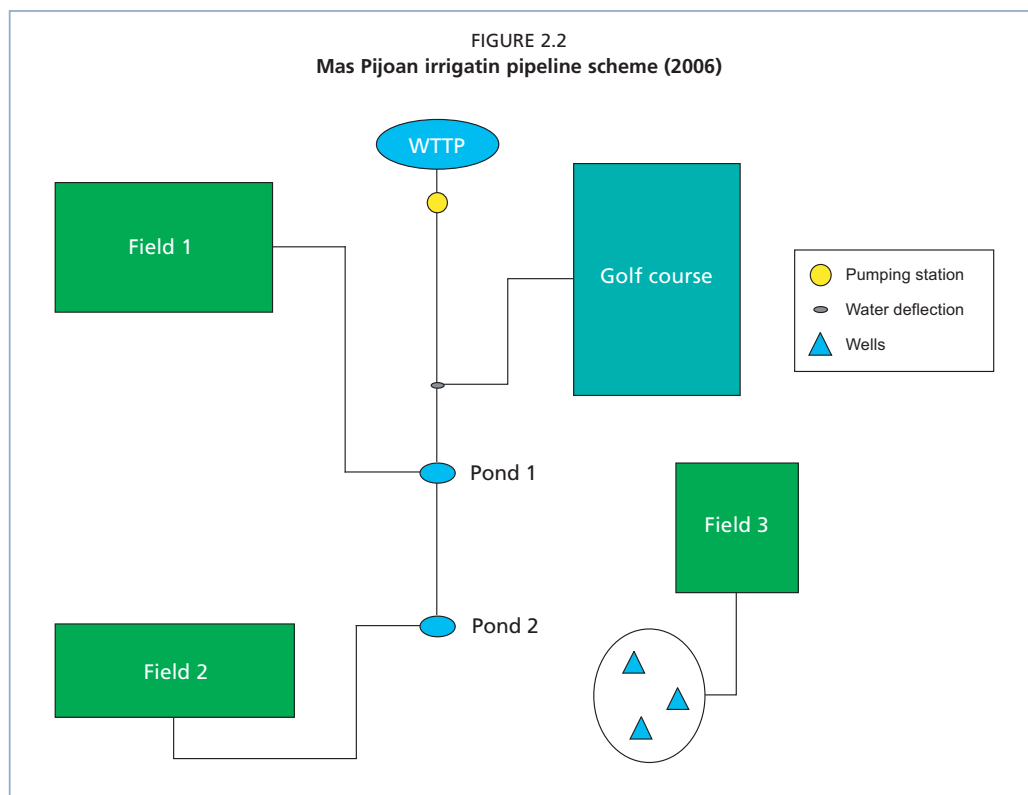 FIGURE 2.2
Mas Pijoan irrigatin pipeline scheme (2006)
WTTP
Field 1
Golf course
Pumping station
Water deflection
Wells
Pond 1
Field 3
Pond 2
Field 2